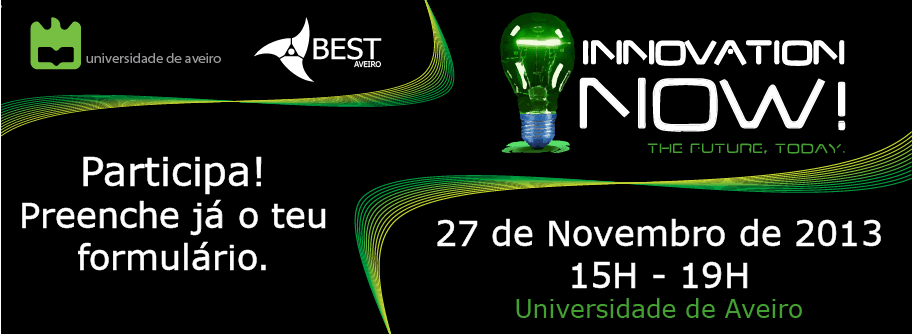 universidade de aveiro
BEST
AVEIRO
INNOVATION
NOW!
THE FUTURE, TODAY.
Participa!
Preenche já o teu
formulário.
27 de Novembro de 2013
15H - 19H
Universidade de Aveiro